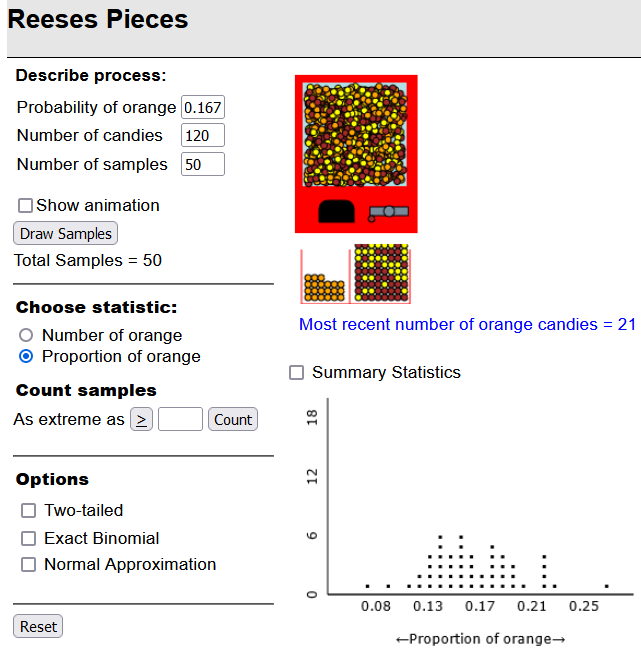 Reeses Pieces
Describe process:
Probability of orange 0.167
Number of candies 120
Number of samples 50
Show animation
Draw Samples
Total Samples = 50
Choose statistic:
Number of orange
Proportion of orange
Count samples
As extreme as ≥ Count
Options
Two-tailed
Exact Binomial
Normal Approximation
Reset
Most recent number of orange candies = 21
Summary Statistics
18
12
6
0
0.08 0.13 0.17 0.21 0.25
←Proportion of orange→